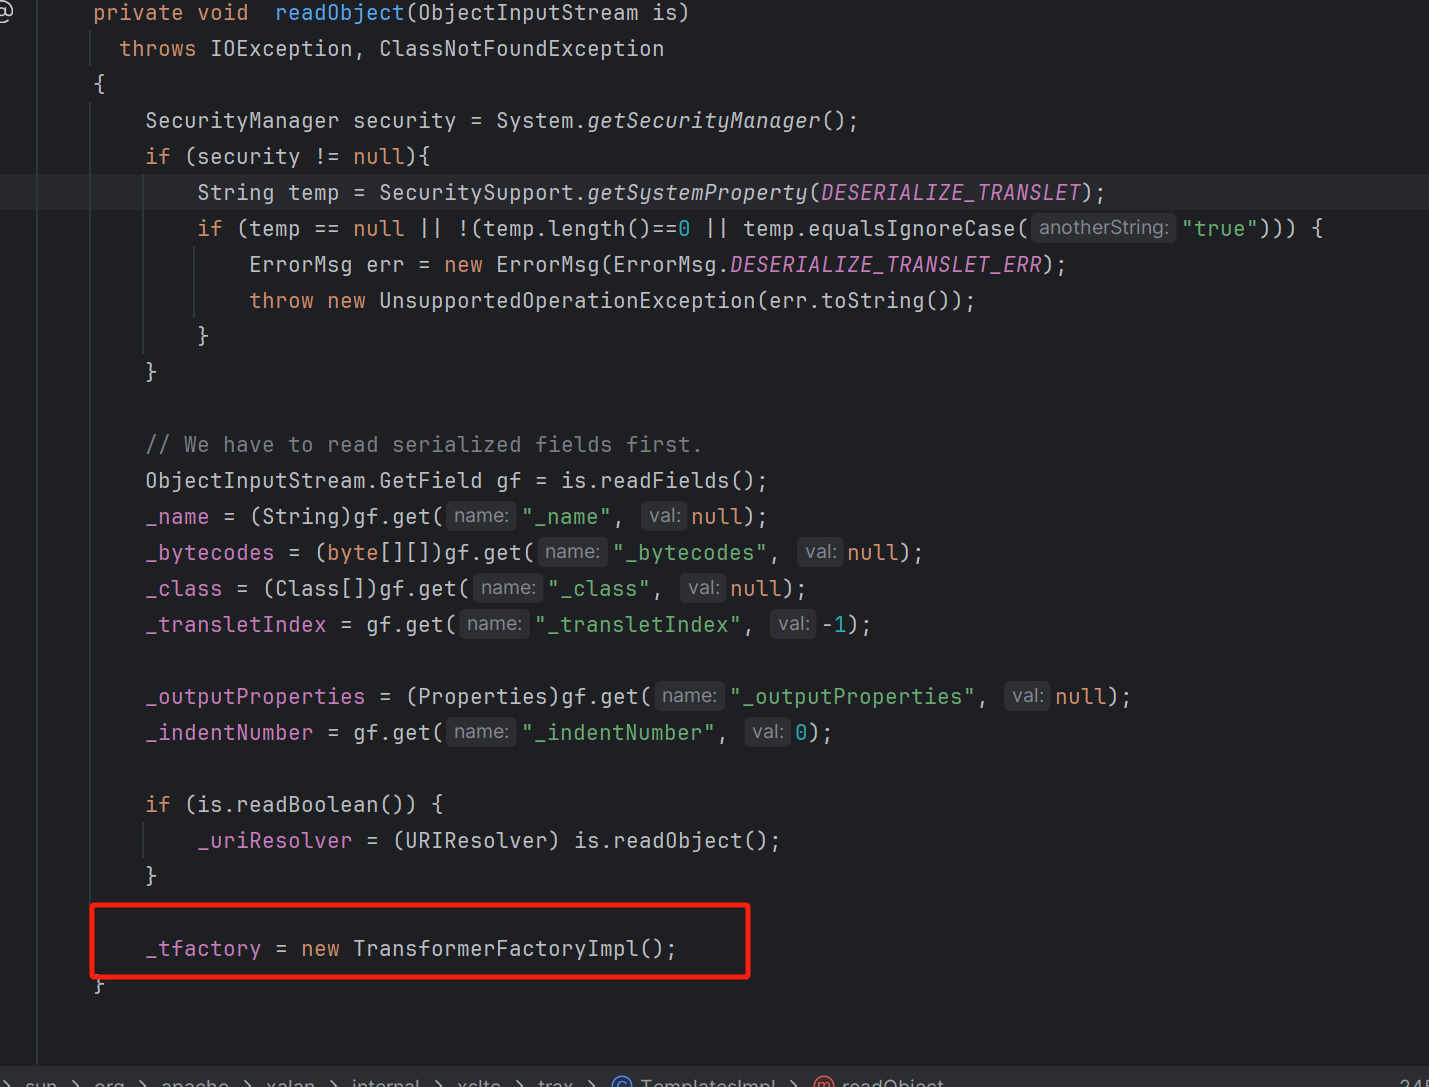 @
private void  readObject(ObjectInputStream is)
throws IOException, ClassNotFoundException
{
SecurityManager security = System.getSecurityManager();
if (security != null){
String temp = SecuritySupport.getSystemProperty(DESERIALIZE_TRANSLET);
if (temp == null || !(temp.length()==0 || temp.equalsIgnoreCase( anotherString: "true"))) {
ErrorMsg err = new ErrorMsg(ErrorMsg.DESERIALIZE_TRANSLET_ERR);
throw new UnsupportedOperationException(err.toString());
}
}
// We have to read serialized fields first.
ObjectInputStream.GetField gf = is.readFields();
_name = (String)gf.get( name: "_name", val: null);
_bytecodes = (byte[][])gf.get( name: "_bytecodes", val: null);
_class = (Class[])gf.get( name: "_class", val: null);
_transletIndex = gf.get( name: "_transletIndex", val: -1);
_outputProperties = (Properties)gf.get( name: "_outputProperties", val: null);
_indentNumber = gf.get( name: "_indentNumber", val: 0);
if (is.readBoolean()) {
_uriResolver = (URIResolver) is.readObject();
}
_tfactory = new TransformerFactoryImpl();
}
> sun > org > apache > xalan > internal > xsltc > trax > C TemplatesImpl > m readObject